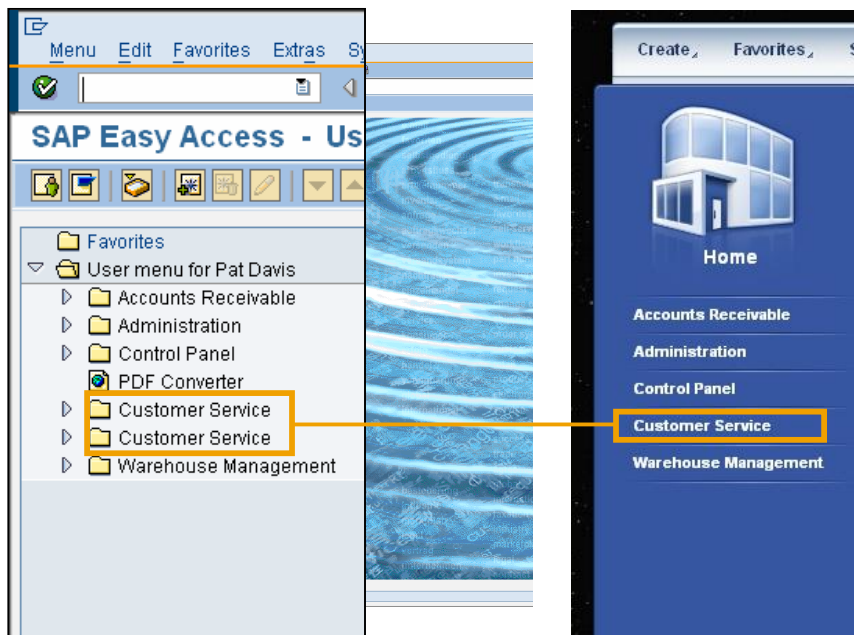 Menu Edit Favorites Extras
SAP Easy Access - Us
Favorites
User menu for Pat Davis
Accounts Receivable
Administration
Control Panel
PDF Converter
Customer Service
Customer Service
Warehouse Management
Create Favorites S
Home
Accounts Receivable
Administration
Control Panel
Customer Service
Warehouse Management